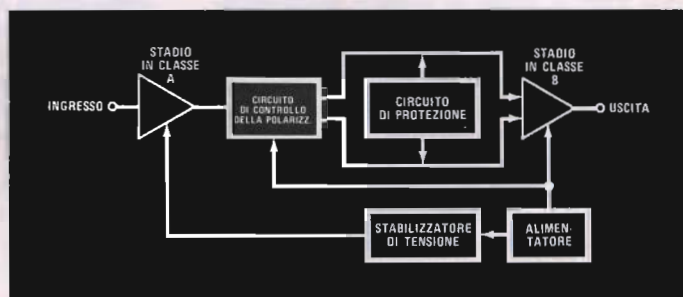 STADIO
IN CLASSE
A
INGRESSO
CIRCUITO
DI CONTROLLO
DELLA POLARIZZ.
CIRCUITO
DI PROTEZIONE
STADIO
IN CLASSE
B
USCITA
STABILIZZATORE
DI TENSIONE
ALIMEN-
TATORE